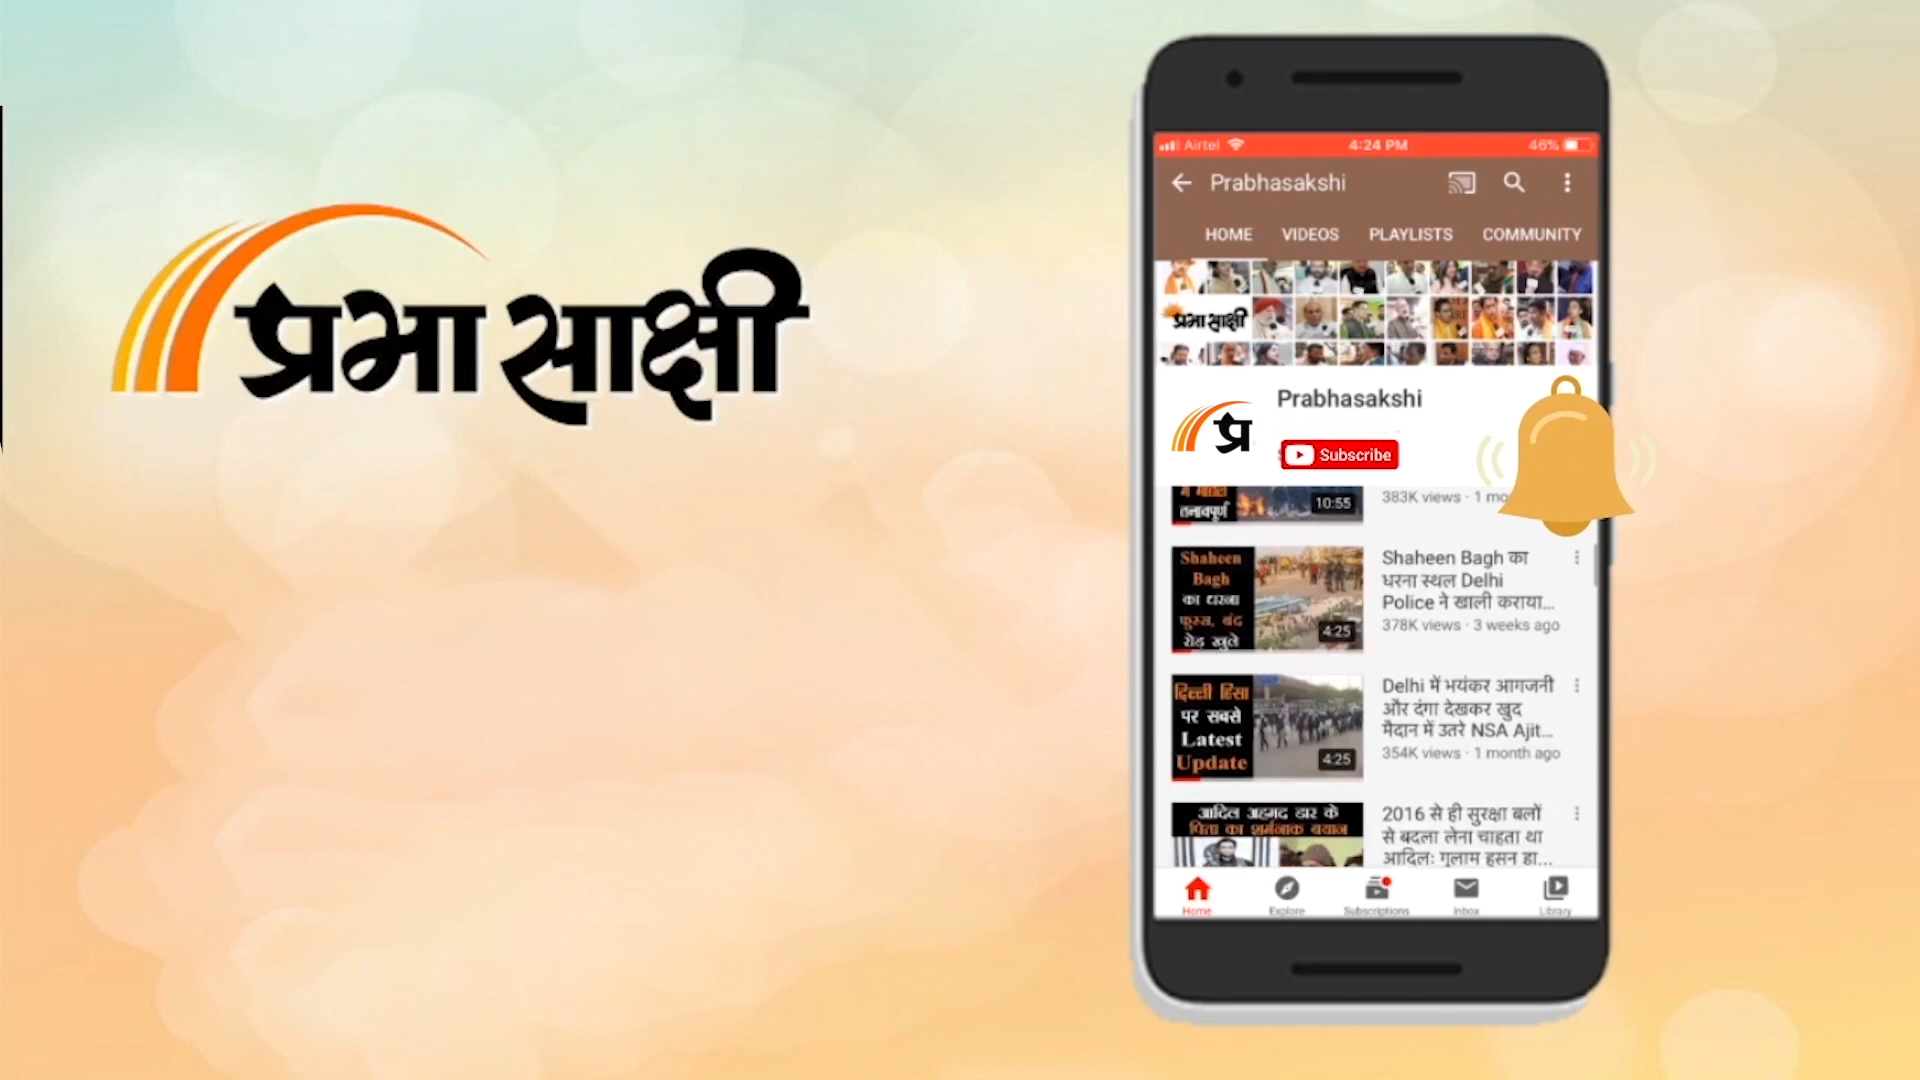 प्रभा साक्षी
Airtel 4:24 PM 46%
Prabhasakshi
HOME VIDEOS PLAYLISTS COMMUNITY
प्रभा साक्षी
Prabhasakshi
प्र
Subscribe
तनावपूर्ण
10:55
383K views · 1 mo
Shaheen
Bagh
का धरना
फुस्स, बंद
रोड खुले
4:25
Shaheen Bagh का
धरना स्थल Delhi
Police ने खाली कराया...
378K views · 3 weeks ago
दिल्ली हिंसा
पर सबसे
Latest
Update
4:25
Delhi में भयंकर आगजनी
और दंगा देखकर खुद
मैदान में उतरे NSA Ajit...
354K views · 1 month ago
आदिल अहमद डार के
पिता का शर्मनाक बयान
2016 से ही सुरक्षा बलों
से बदला लेना चाहता था
आदिलः गुलाम हसन डा...
Home Explore Subscriptions Inbox Library